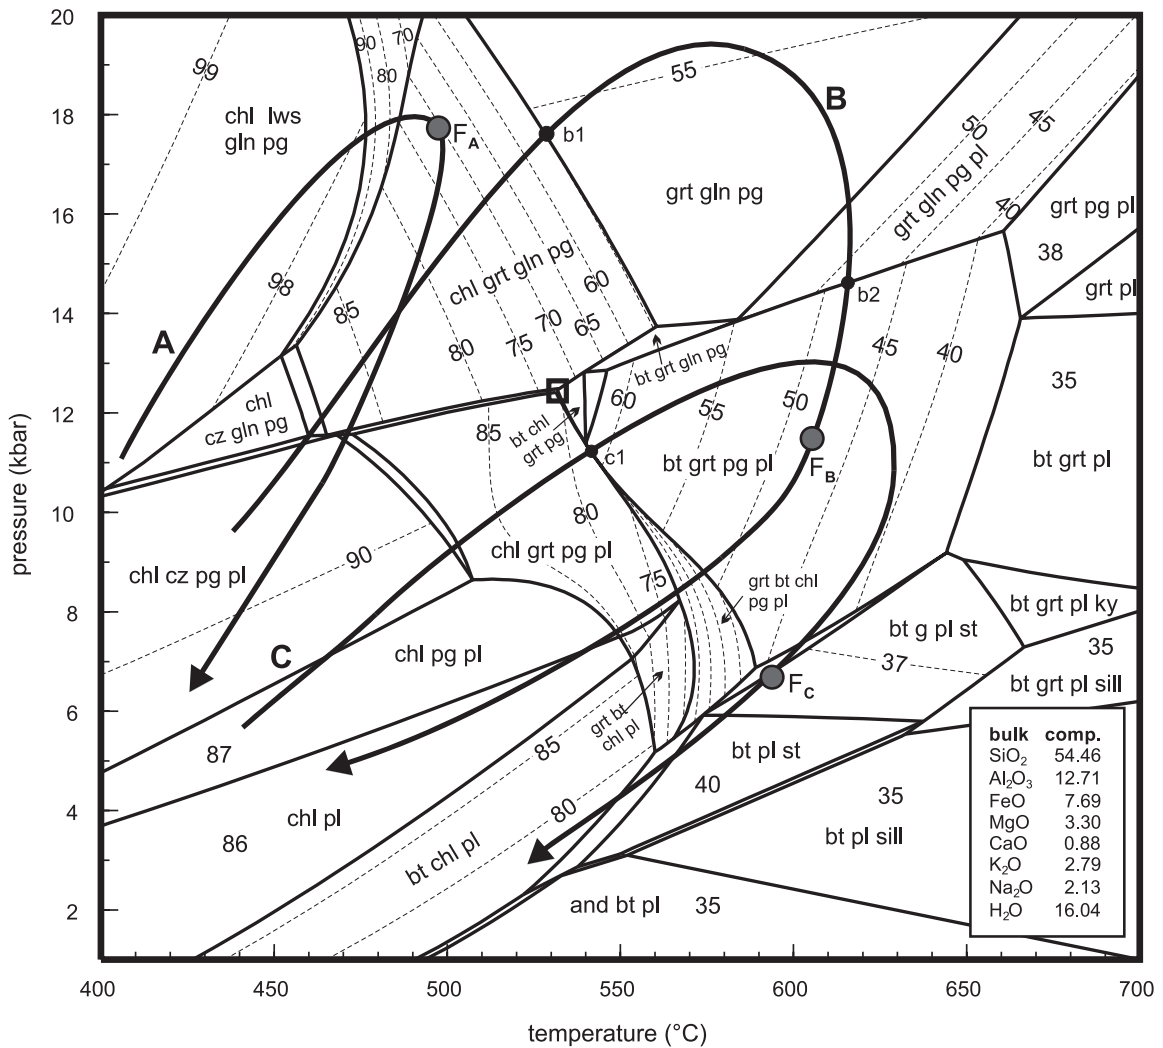 20
18
16
14
12
10
8
6
4
2
pressure (kbar)
400
450
500
550
600
650
700
temperature (°C)
99
90
70
80
55
B
50
45
chl lws
gln pg
F_A
b1
grt gln pg
grt gln pg pl
40
grt pg pl
38
grt pl
98
chl grt gln pg
60
b2
A
85
70
65
80
75
45
40
bt grt gln pg
35
chl
cz gln pg
60
55
50
85
bt chl
grt pg
c1
bt grt pg pl
F_B
bt grt pl
80
90
chl grt pg pl
chl cz pg pl
75
grt bt chl
pg pl
bt grt pl ky
bt g pl st
35
C
chl pg pl
37
bt grt pl sill
F_C
87
85
grt bt
chl pl
bt pl st
40
80
chl pl
86
35
bt pl sill
bt chl pl
and bt pl
35
bulk comp.
SiO₂ 54.46
Al₂O₃ 12.71
FeO 7.69
MgO 3.30
CaO 0.88
K₂O 2.79
Na₂O 2.13
H₂O 16.04